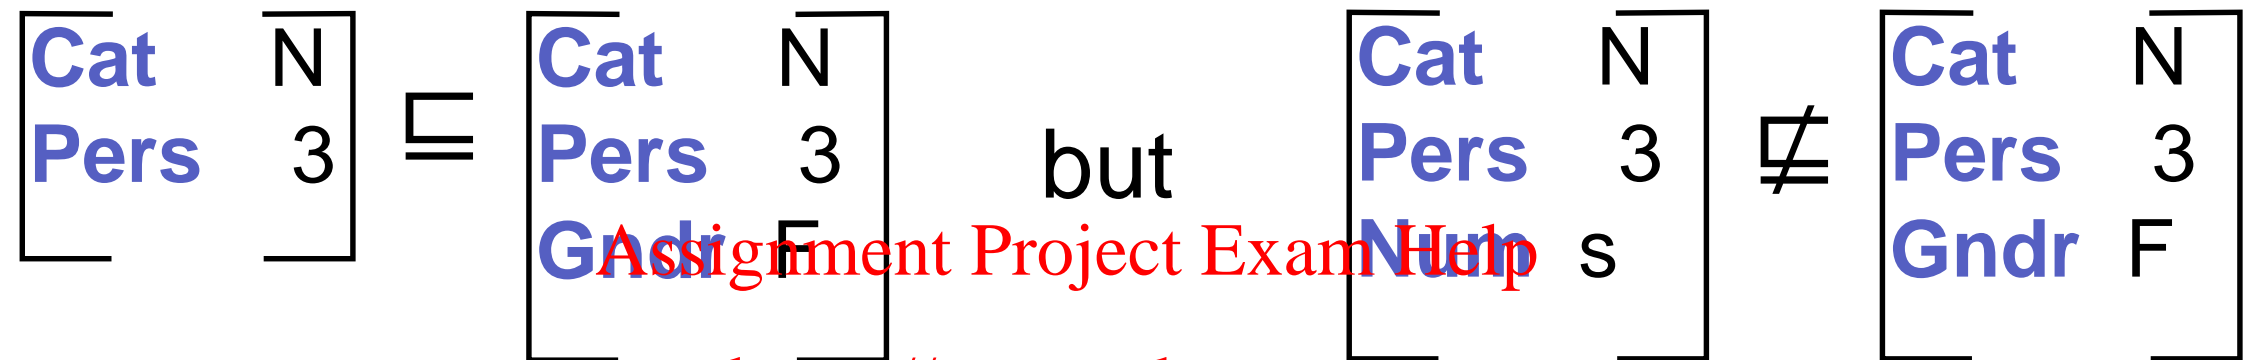 Cat N ⊑ Cat N but Cat N ⋢ Cat N
Pers 3 Pers 3 Pers 3 Pers 3
Gndr F Num s Gndr F
Assignment Project Exam Help